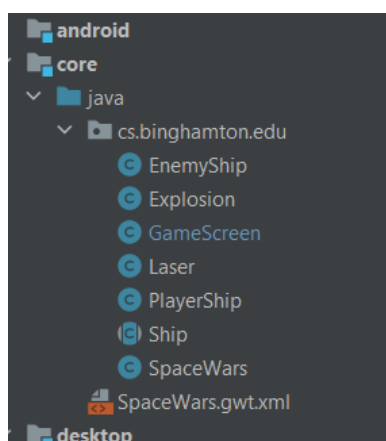 android
core
java
cs.binghamton.edu
EnemyShip
Explosion
GameScreen
Laser
PlayerShip
Ship
SpaceWars
SpaceWars.gwt.xml
desktop